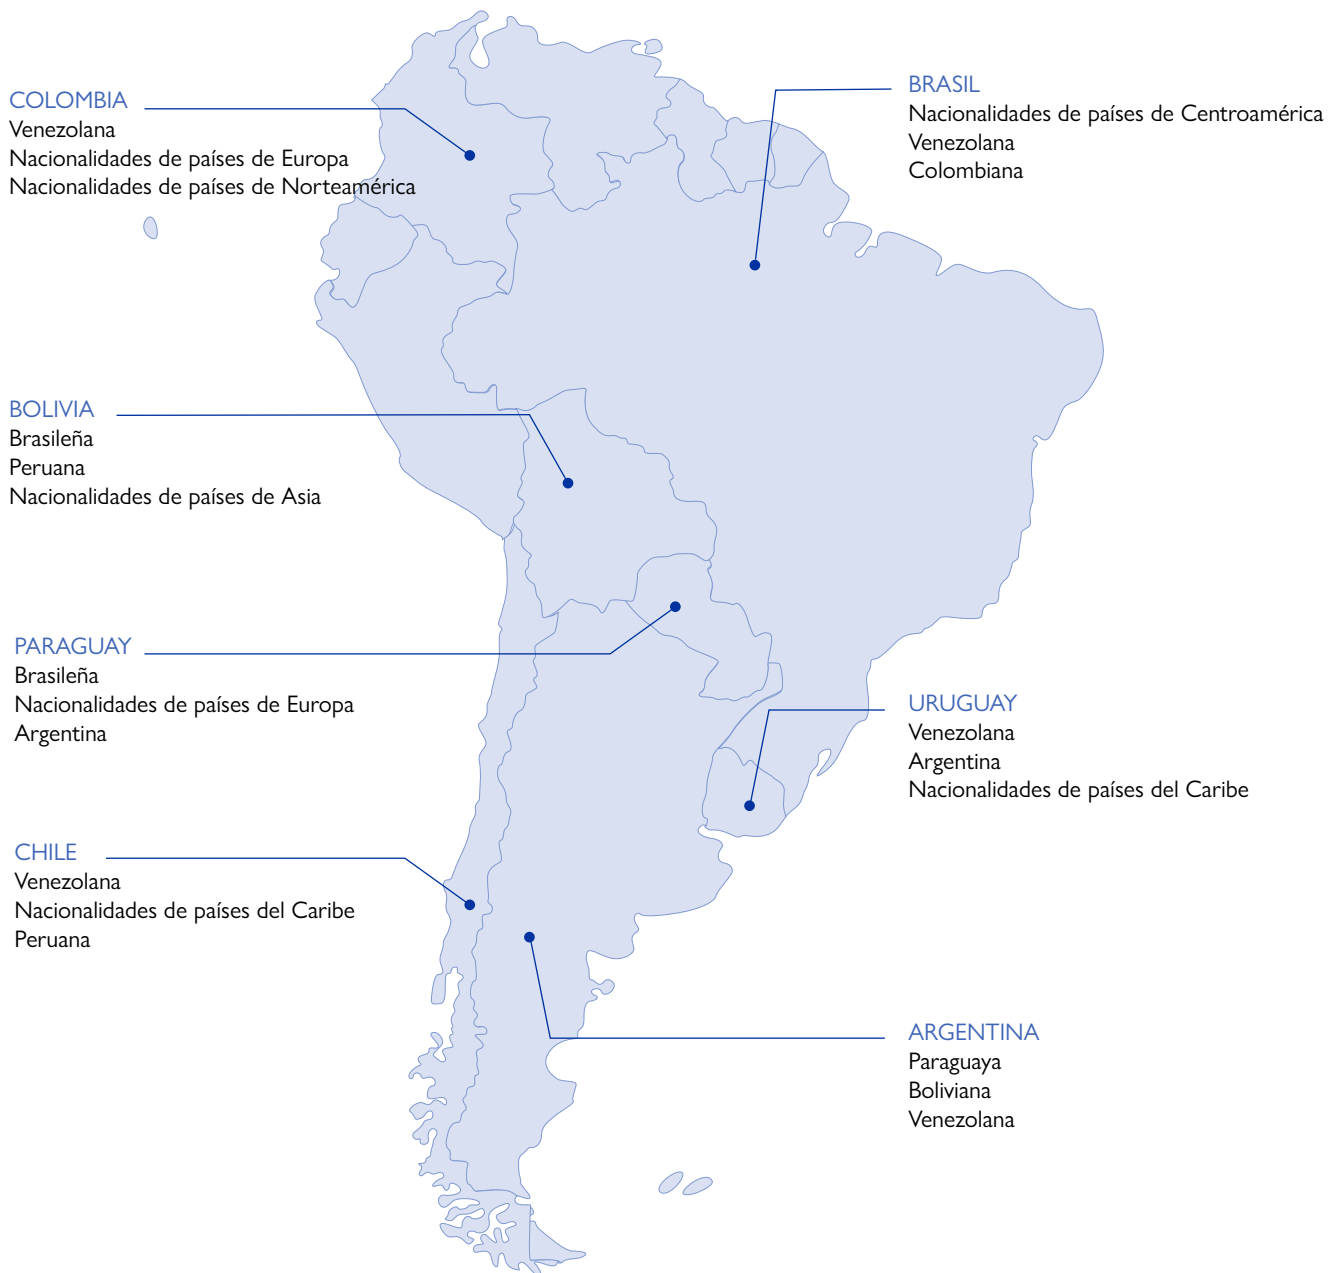 COLOMBIA
Venezolana
Nacionalidades de países de Europa
Nacionalidades de países de Norteamérica
BRASIL
Nacionalidades de países de Centroamérica
Venezolana
Colombiana
BOLIVIA
Brasileña
Peruana
Nacionalidades de países de Asia
PARAGUAY
Brasileña
Nacionalidades de países de Europa
Argentina
URUGUAY
Venezolana
Argentina
Nacionalidades de países del Caribe
CHILE
Venezolana
Nacionalidades de países del Caribe
Peruana
ARGENTINA
Paraguaya
Boliviana
Venezolana